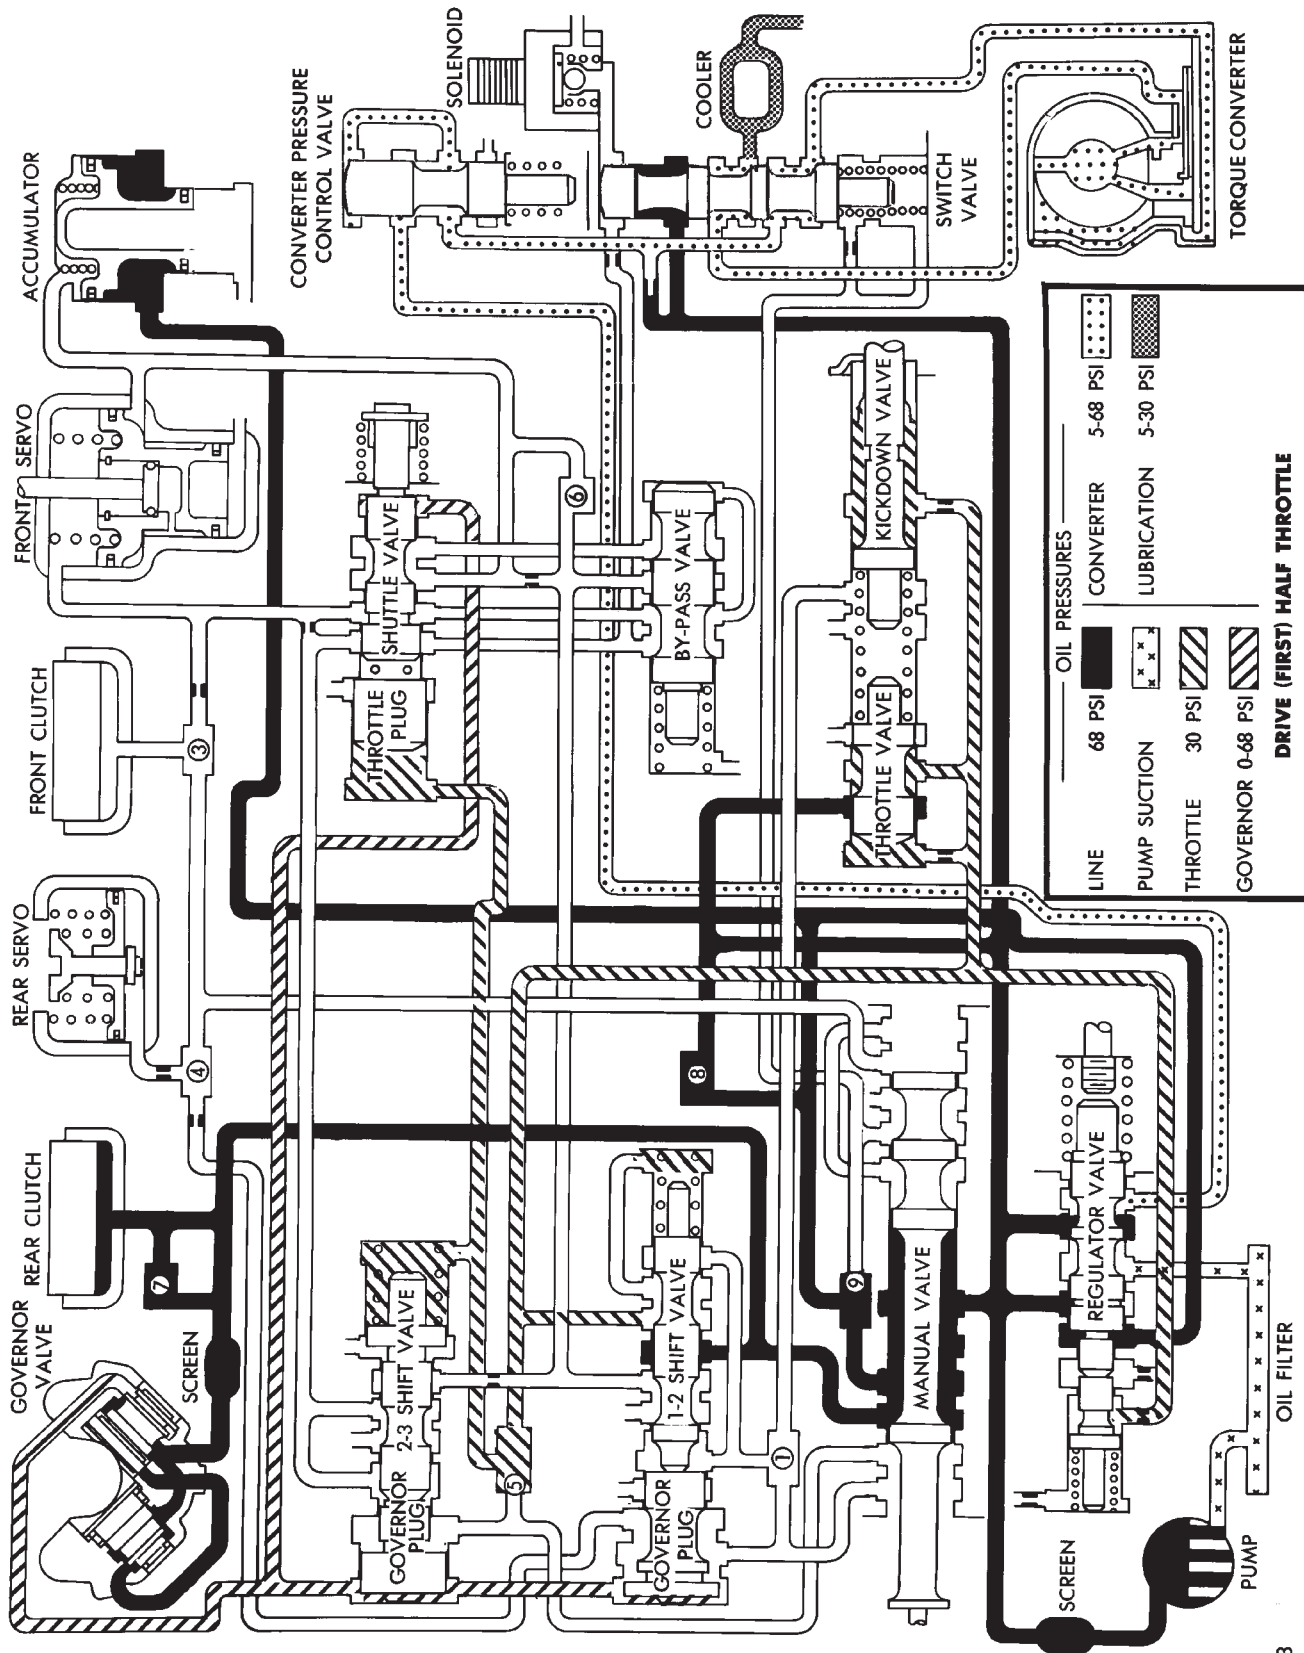 GOVERNOR
VALVE
REAR CLUTCH
REAR SERVO
FRONT CLUTCH
FRONT SERVO
ACCUMULATOR
SCREEN
7
4
3
CONVERTER PRESSURE
CONTROL VALVE
SOLENOID
GOVERNOR
PLUG
2-3 SHIFT VALVE
THROTTLE
PLUG
SHUTTLE VALVE
5
6
GOVERNOR
PLUG
1-2 SHIFT VALVE
BY-PASS VALVE
COOLER
8
1
9
THROTTLE VALVE
KICKDOWN VALVE
MANUAL VALVE
SWITCH
VALVE
REGULATOR VALVE
SCREEN
PUMP
OIL FILTER
TORQUE CONVERTER
OIL PRESSURES
LINE 68 PSI
PUMP SUCTION
THROTTLE 30 PSI
GOVERNOR 0-68 PSI
CONVERTER 5-68 PSI
LUBRICATION 5-30 PSI
DRIVE (FIRST) HALF THROTTLE